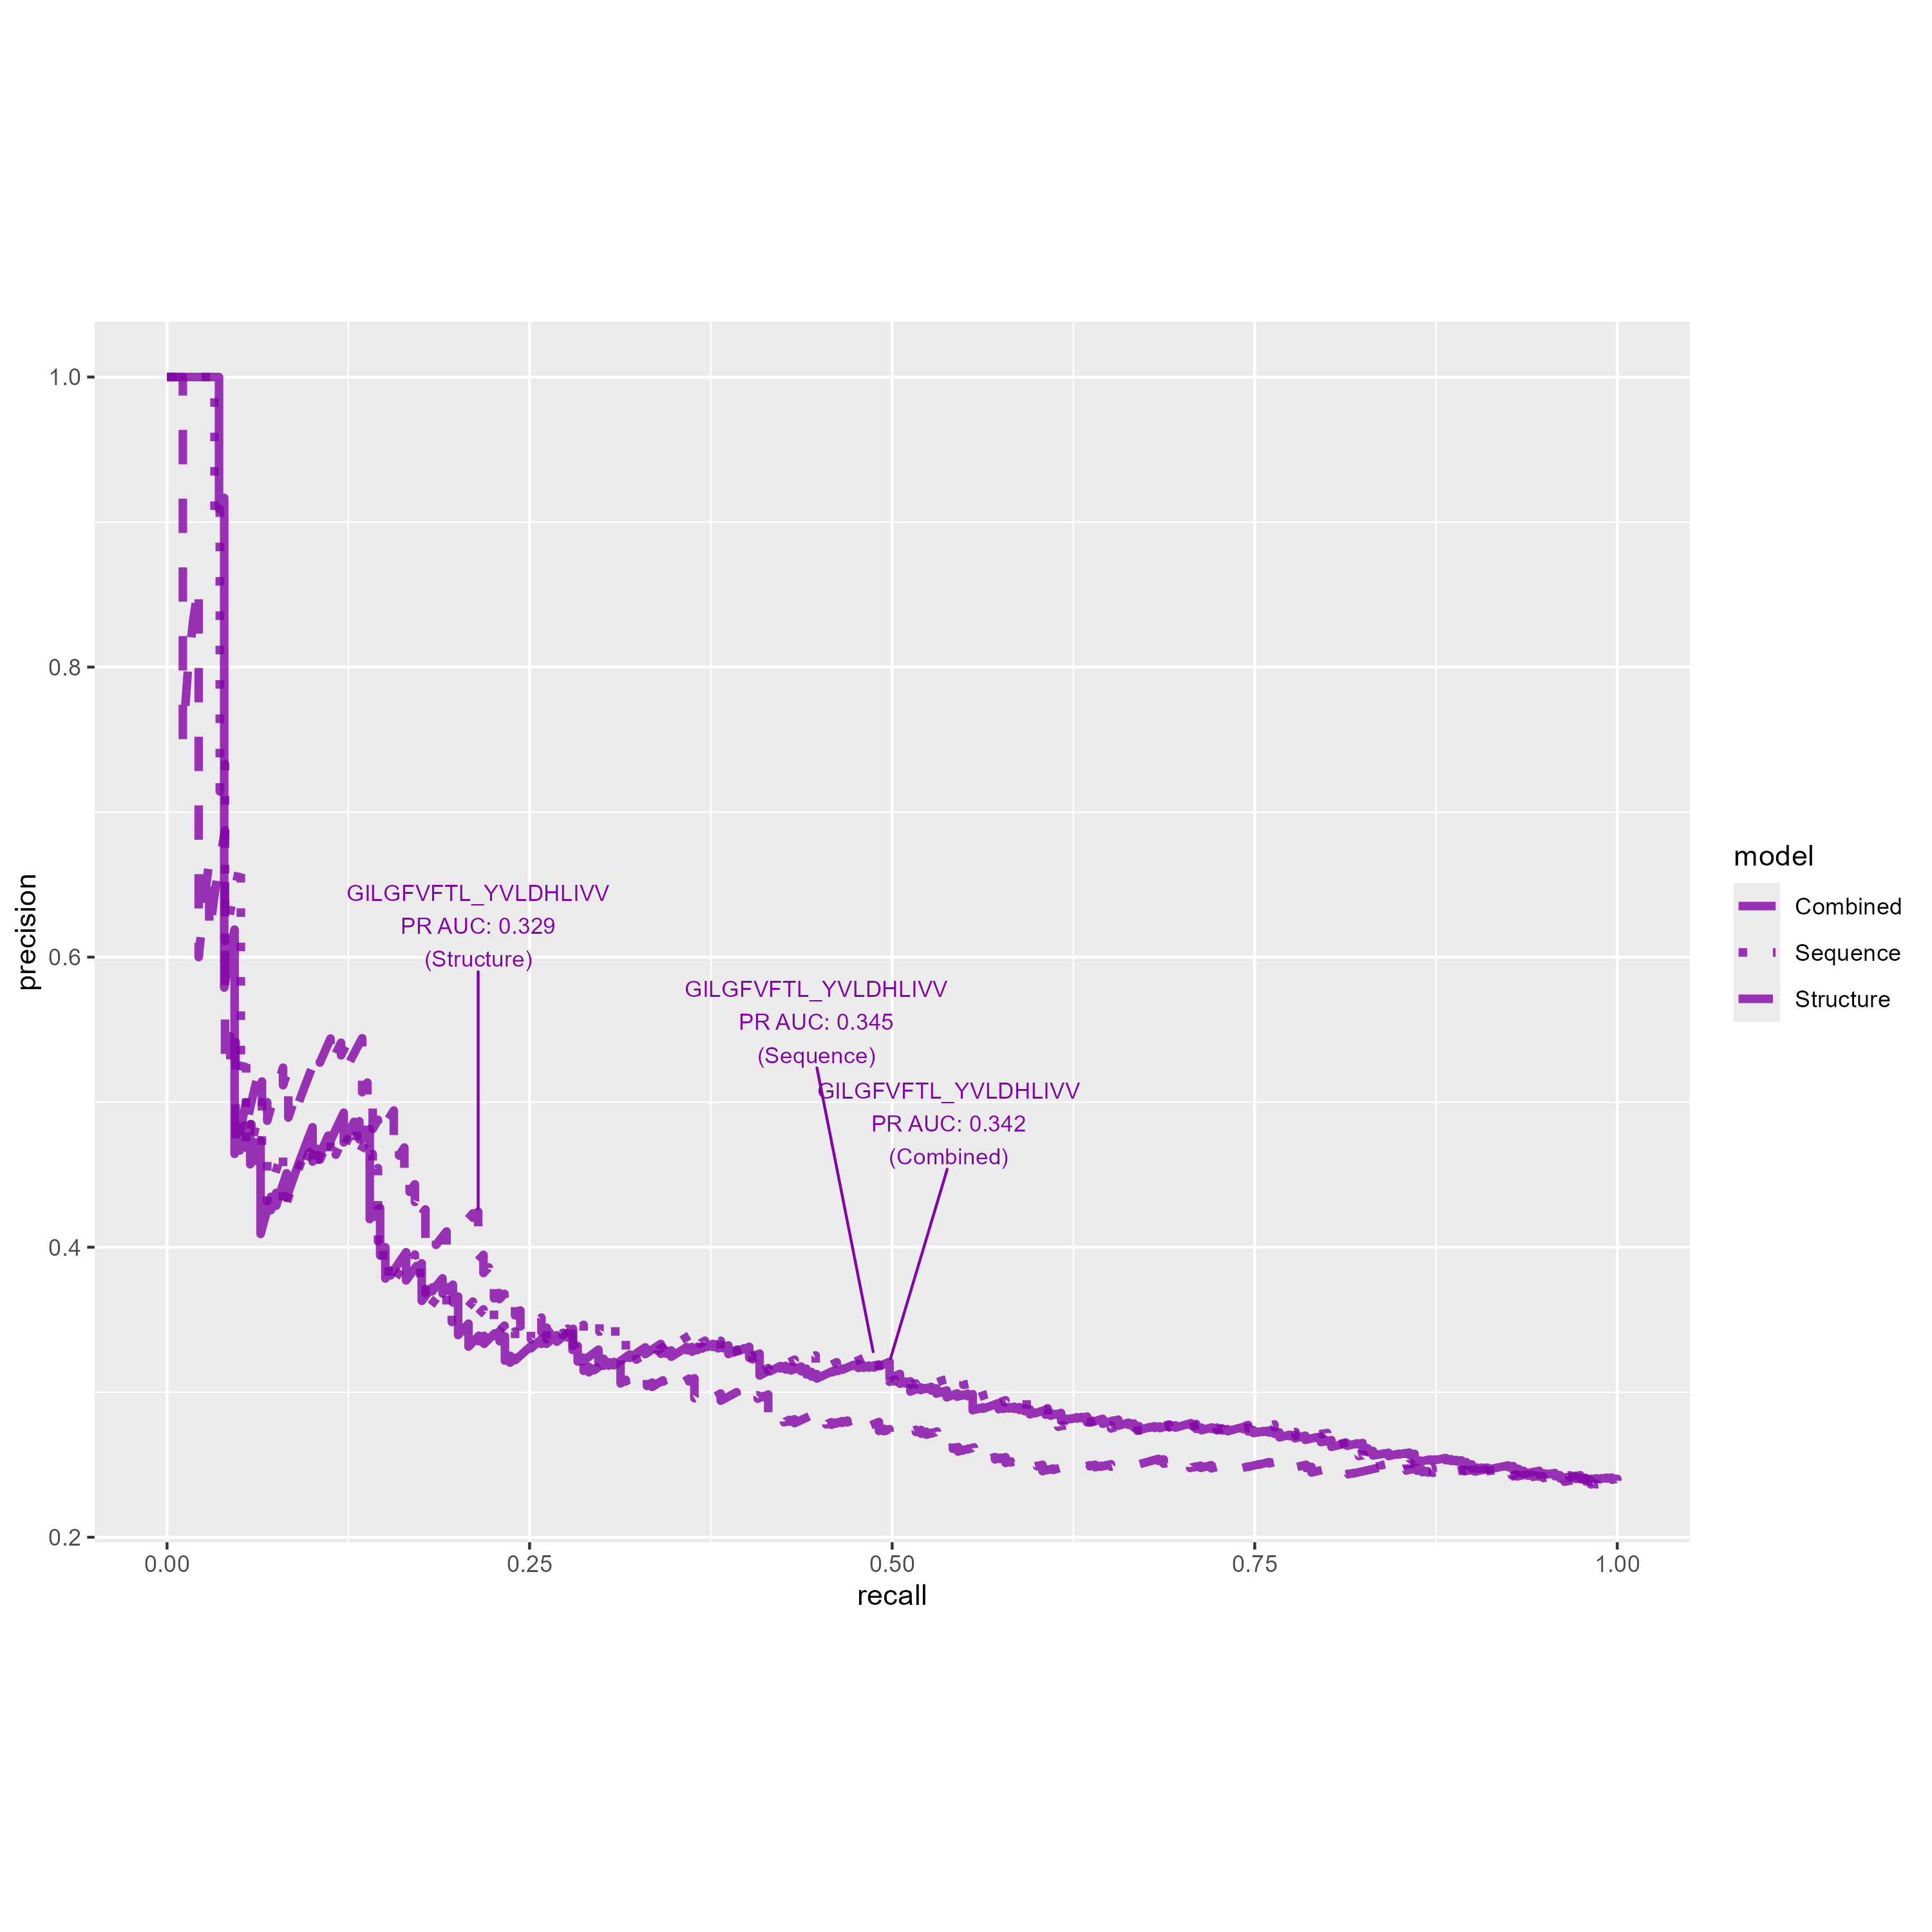 1.0
0.8
0.6
0.4
0.2
precision
GILGFVFTL_YVLDHLIVV
PR AUC: 0.329
(Structure)
GILGFVFTL_YVLDHLIVV
PR AUC: 0.345
(Sequence)
GILGFVFTL_YVLDHLIVV
PR AUC: 0.342
(Combined)
0.00
0.25
0.50
0.75
1.00
recall
model
Combined
Sequence
Structure